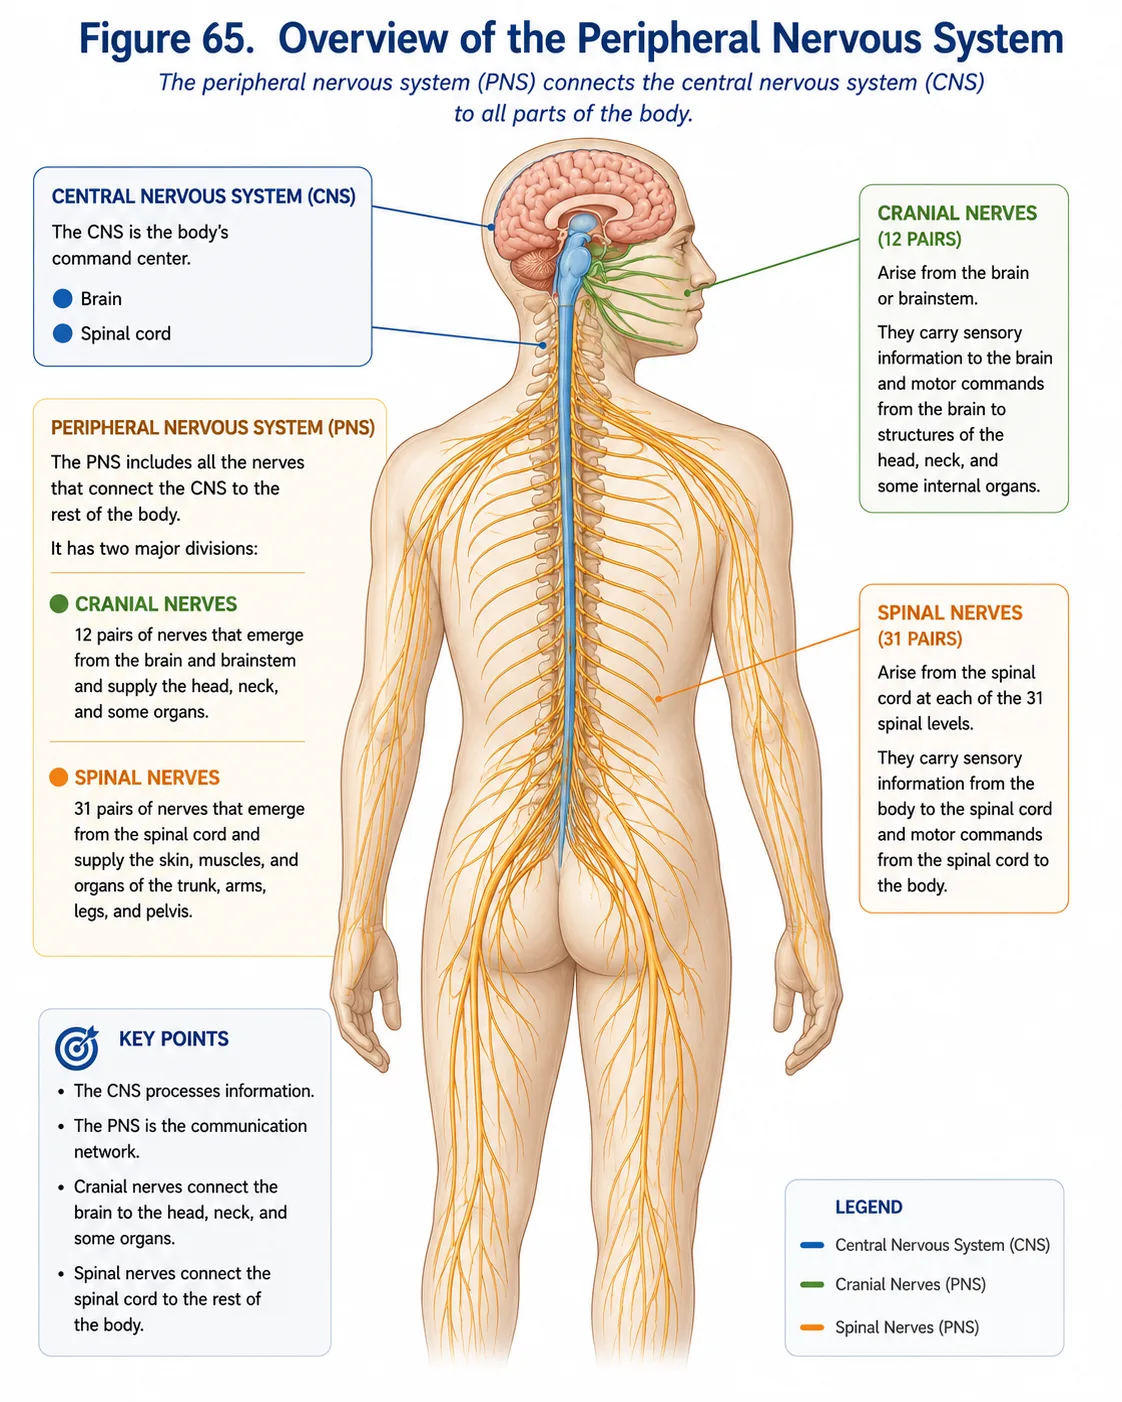 Figure 65. Overview of the Peripheral Nervous System
The peripheral nervous system (PNS) connects the central nervous system (CNS)
to all parts of the body.
CENTRAL NERVOUS SYSTEM (CNS)
The CNS is the body's
command center.
Brain
Spinal cord
PERIPHERAL NERVOUS SYSTEM (PNS)
The PNS includes all the nerves
that connect the CNS to the
rest of the body.
It has two major divisions:
CRANIAL NERVES
12 pairs of nerves that emerge
from the brain and brainstem
and supply the head, neck,
and some organs.
SPINAL NERVES
31 pairs of nerves that emerge
from the spinal cord and
supply the skin, muscles, and
organs of the trunk, arms,
legs, and pelvis.
KEY POINTS
• The CNS processes information.
• The PNS is the communication
network.
• Cranial nerves connect the
brain to the head, neck, and
some organs.
• Spinal nerves connect the
spinal cord to the rest of
the body.
CRANIAL NERVES
(12 PAIRS)
Arise from the brain
or brainstem.
They carry sensory
information to the brain
and motor commands
from the brain to
structures of the
head, neck, and
some internal organs.
SPINAL NERVES
(31 PAIRS)
Arise from the spinal
cord at each of the 31
spinal levels.
They carry sensory
information from the
body to the spinal cord
and motor commands
from the spinal cord to
the body.
LEGEND
Central Nervous System (CNS)
Cranial Nerves (PNS)
Spinal Nerves (PNS)